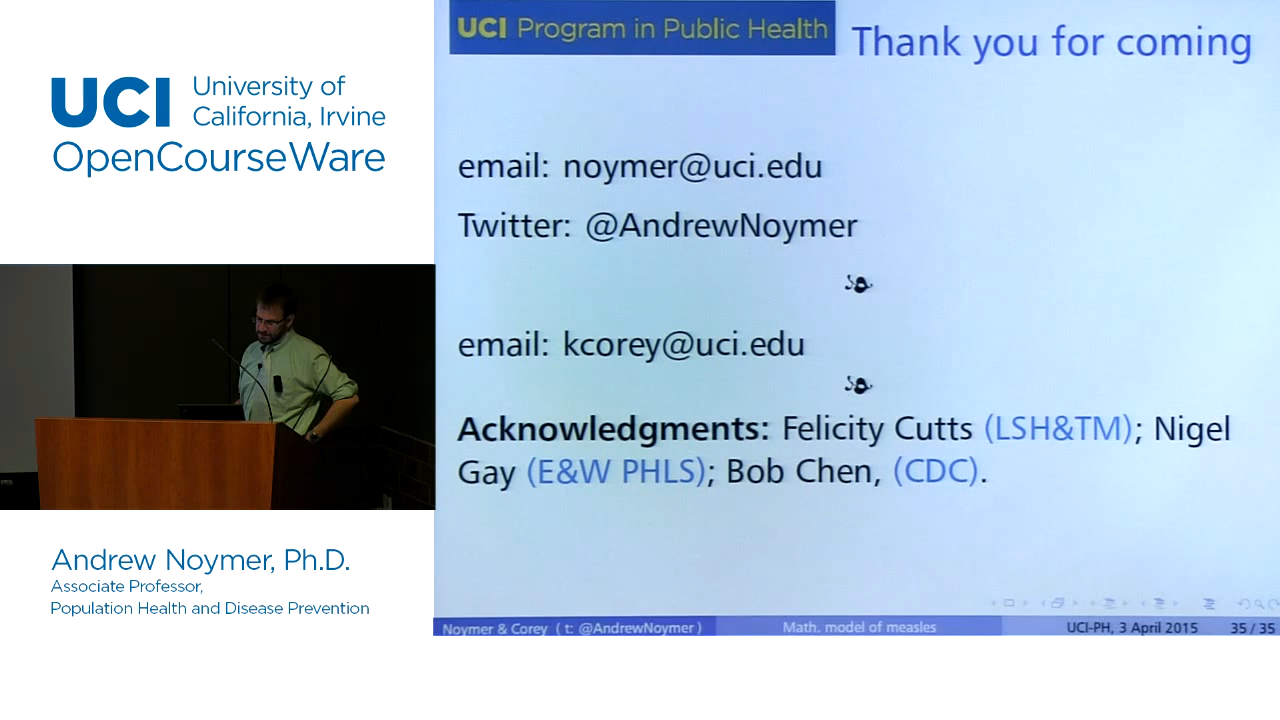 UCI University of
California, Irvine
OpenCourseWare
Andrew Noymer, Ph.D.
Associate Professor,
Population Health and Disease Prevention
UCI Program in Public Health
Thank you for coming
email: noymer@uci.edu
Twitter: @AndrewNoymer
email: kcorey@uci.edu
Acknowledgments: Felicity Cutts (LSH&TM); Nigel
Gay (E&W PHLS); Bob Chen, (CDC).
Noymer & Corey ( t: @AndrewNoymer ) Math. model of measles UCI-PH, 3 April 2015 35 / 35